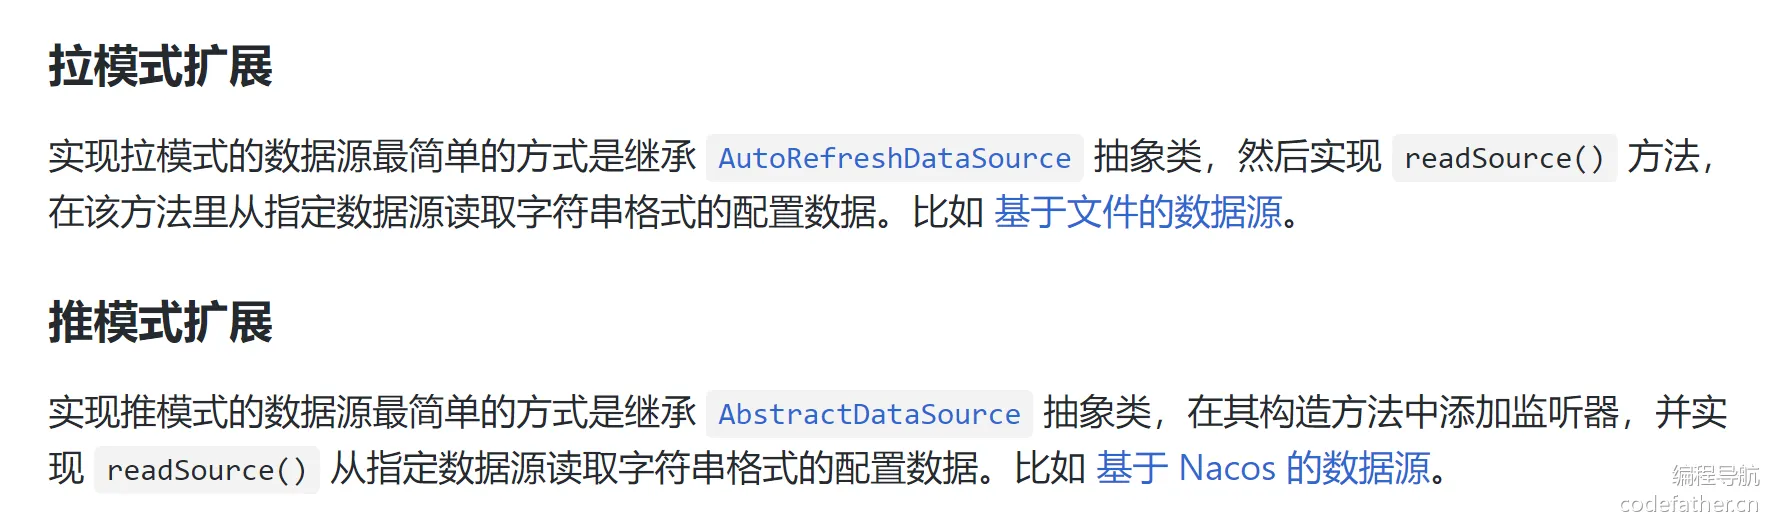 拉模式扩展
实现拉模式的数据源最简单的方式是继承 AutoRefreshDataSource 抽象类，然后实现 readSource() 方法，
在该方法里从指定数据源读取字符串格式的配置数据。比如 基于文件的数据源。
推模式扩展
实现推模式的数据源最简单的方式是继承 AbstractDataSource 抽象类，在其构造方法中添加监听器，并实
现 readSource() 从指定数据源读取字符串格式的配置数据。比如 基于 Nacos 的数据源。
编程导航
codefather.cn